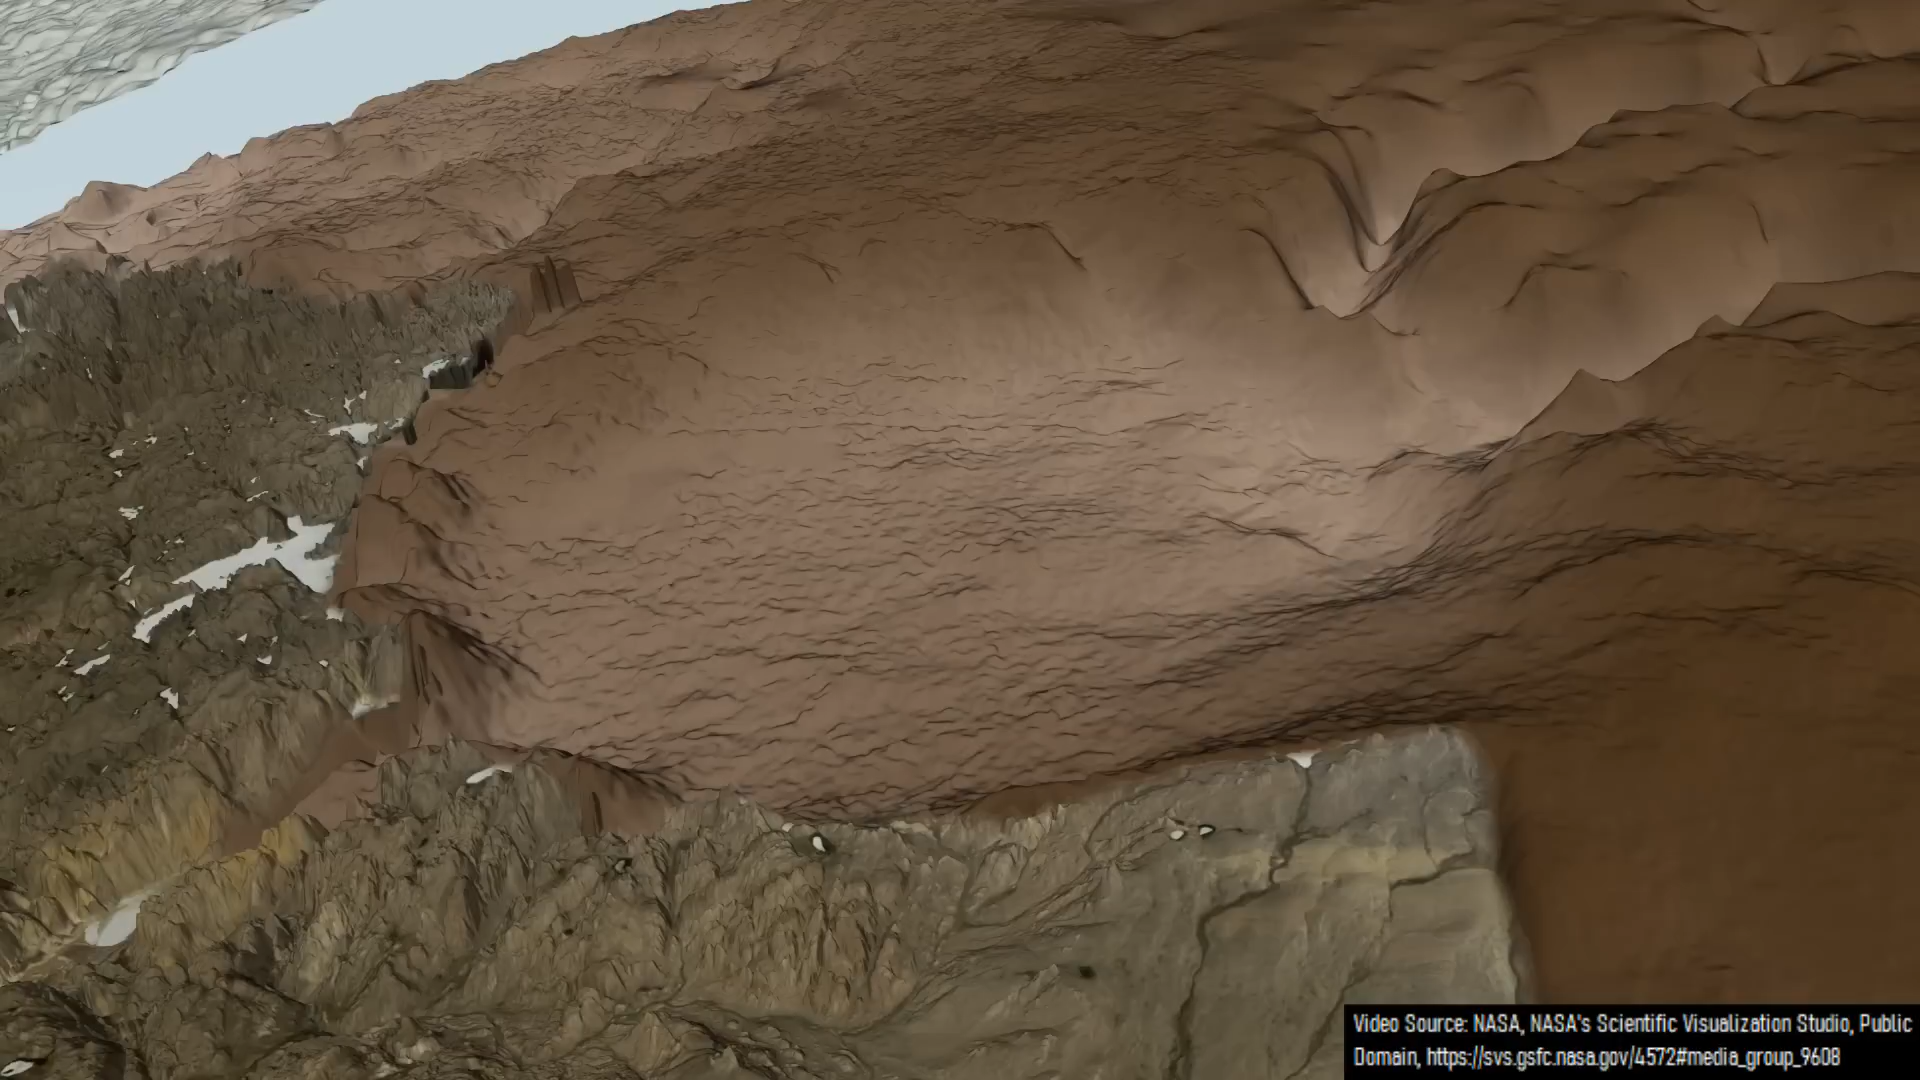 Video Source: NASA, NASA's Scientific Visualization Studio, Public
Domain, https://svs.gsfc.nasa.gov/4572#media_group_9608